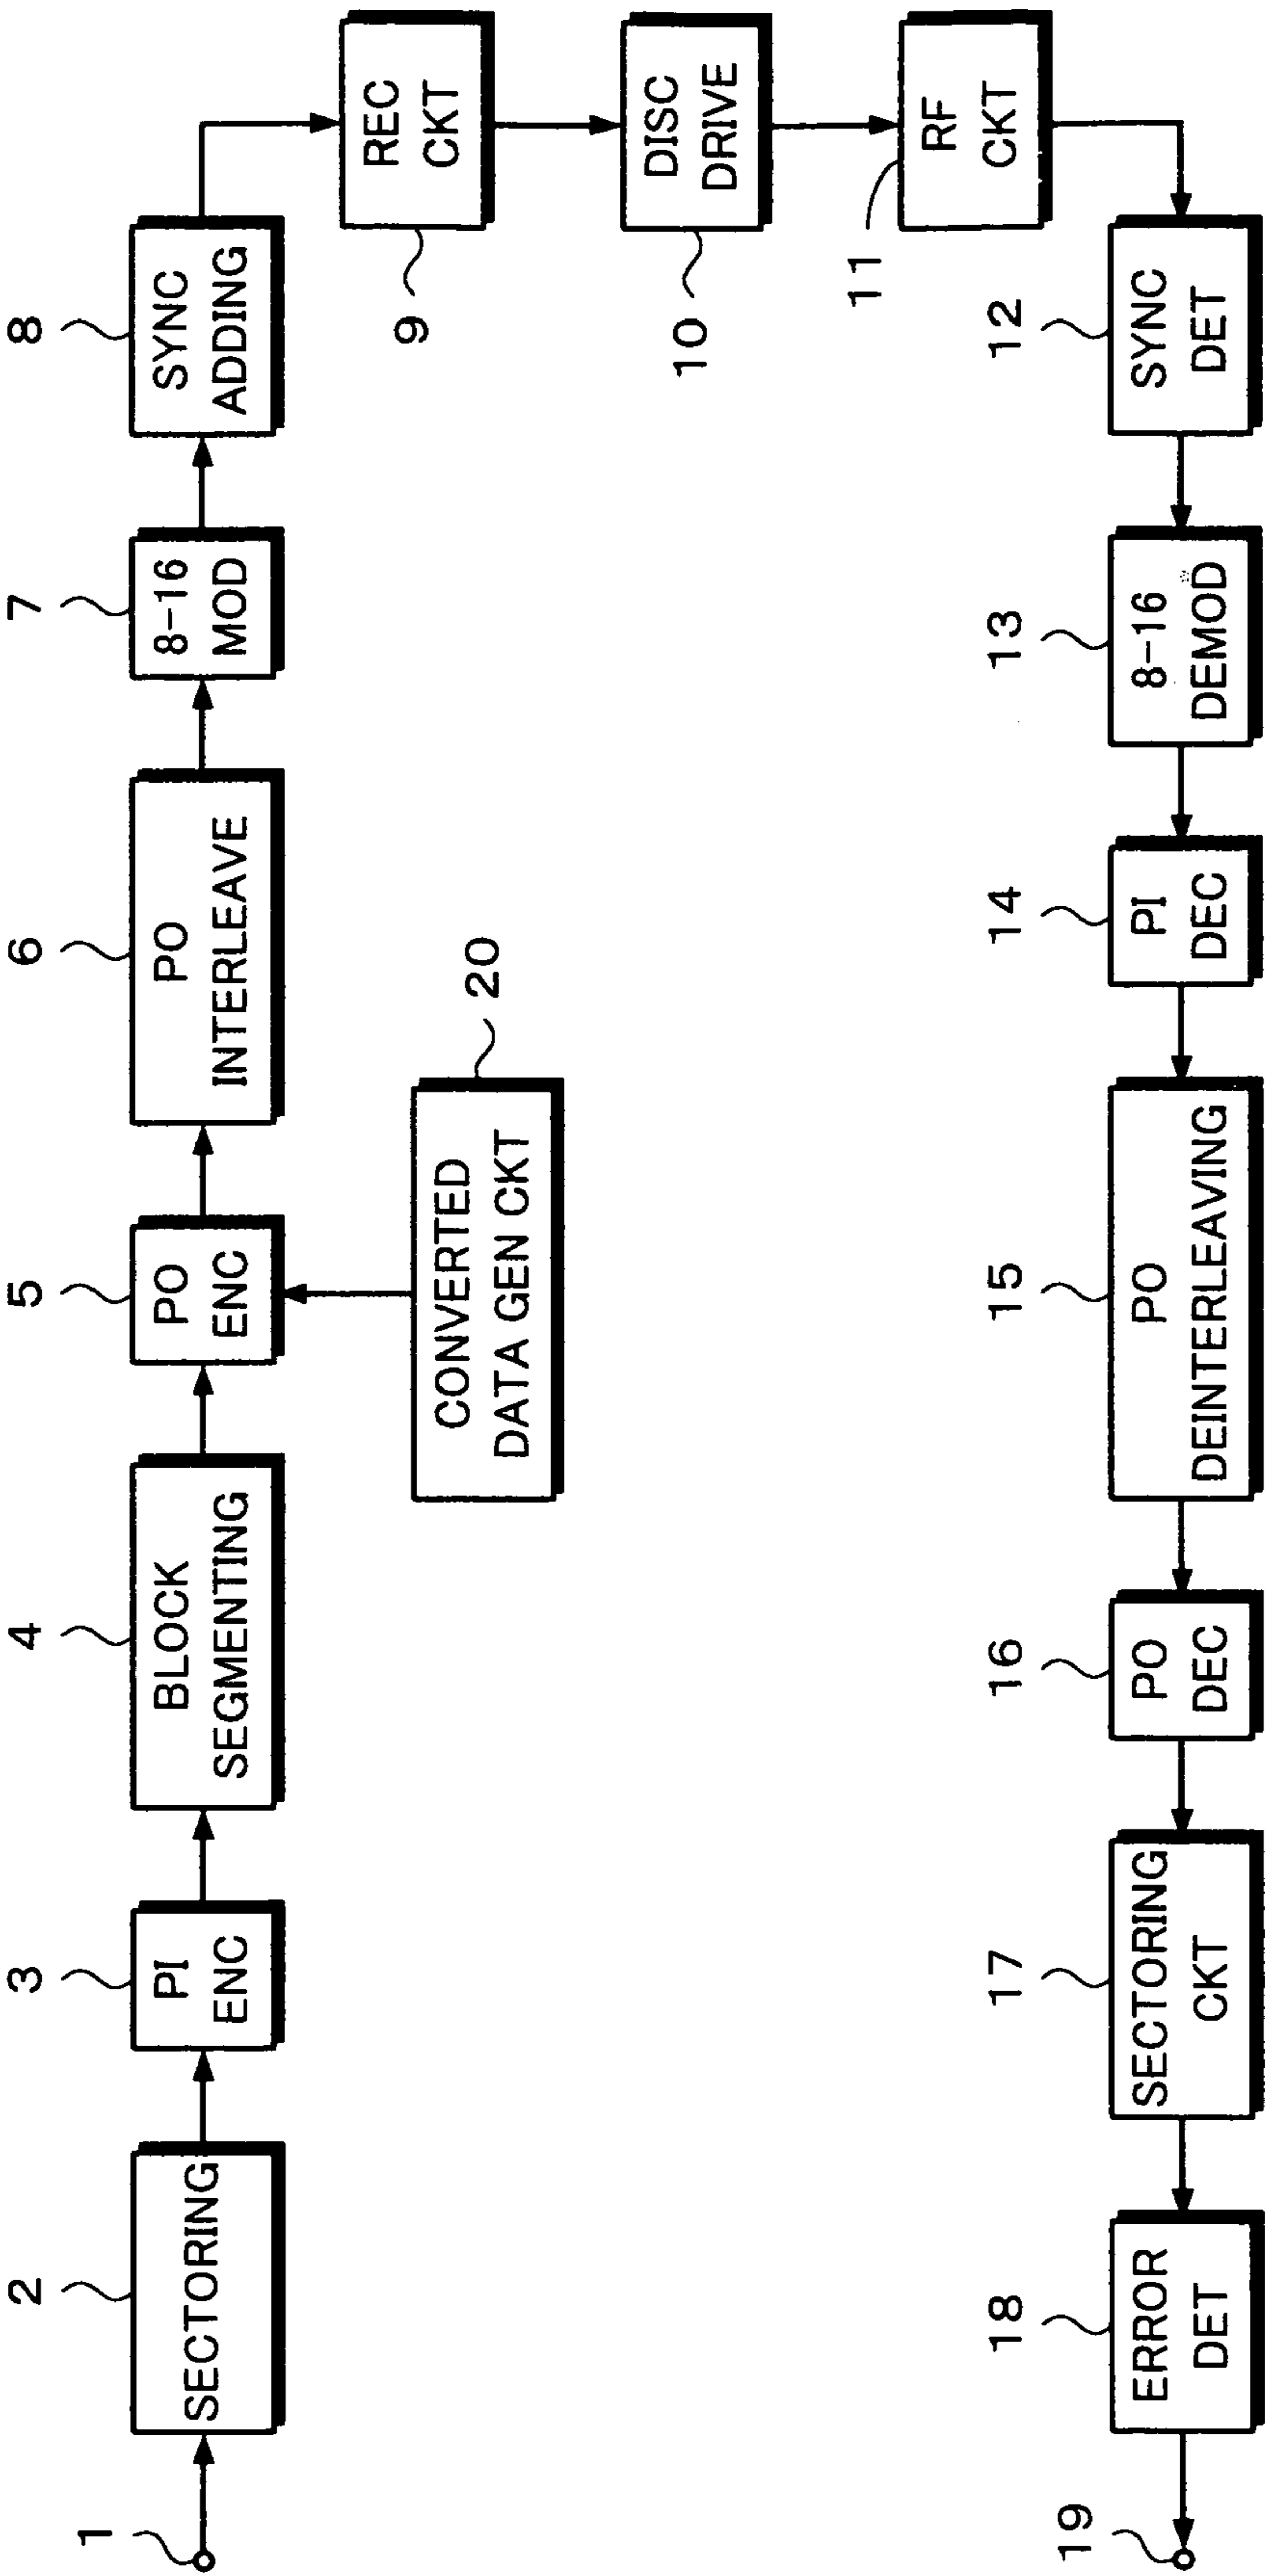 1
2
SECTORING
3
PI
ENC
4
BLOCK
SEGMENTING
5
PO
ENC
6
PO
INTERLEAVE
7
8-16
MOD
8
SYNC
ADDING
20
CONVERTED
DATA GEN CKT
9
REC
CKT
10
DISC
DRIVE
11
RF
CKT
12
SYNC
DET
13
8-16
DEMOD
14
PI
DEC
15
PO
DEINTERLEAVING
16
PO
DEC
17
SECTORING
CKT
18
ERROR
DET
19